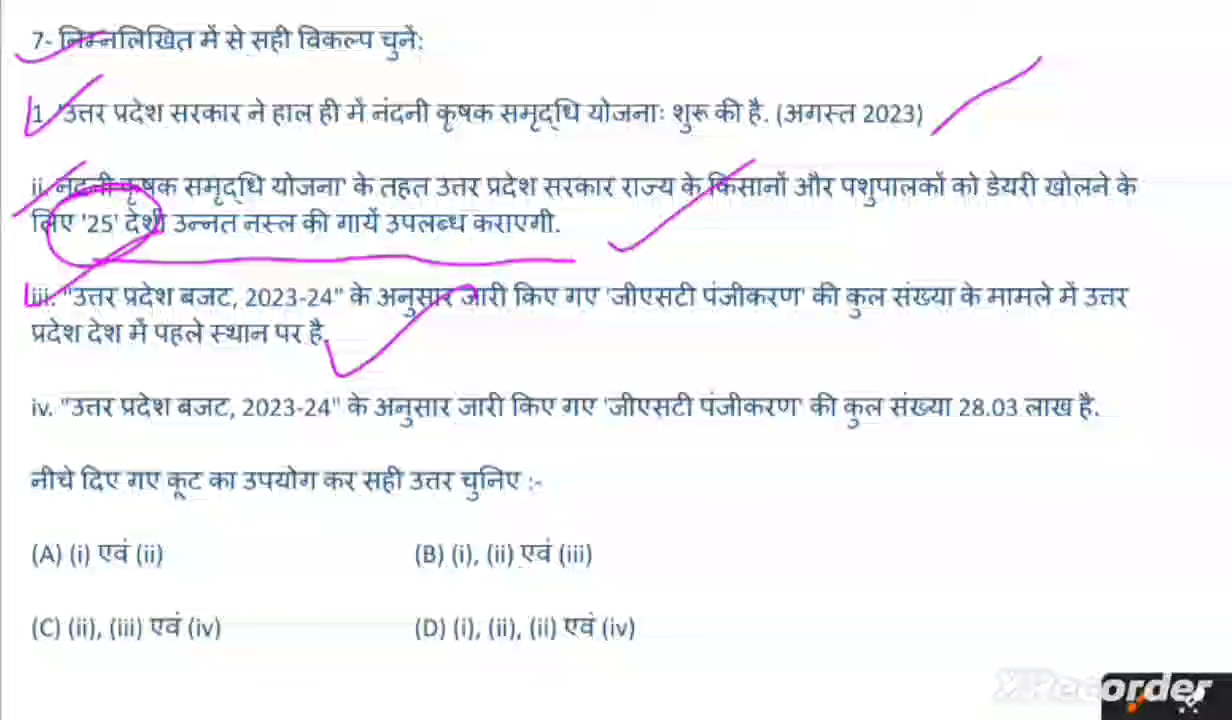 7- निम्नलिखित में से सही विकल्प चुनें:
1. 'उत्तर प्रदेश सरकार ने हाल ही में नंदनी कृषक समृद्धि योजनाः शुरू की है. (अगस्त 2023)
ii. नंदनी कृषक समृद्धि योजना' के तहत उत्तर प्रदेश सरकार राज्य के किसानों और पशुपालकों को डेयरी खोलने के
लिए '25' देशी उन्नत नस्ल की गायें उपलब्ध कराएगी.
iii. "उत्तर प्रदेश बजट, 2023-24" के अनुसार जारी किए गए 'जीएसटी पंजीकरण' की कुल संख्या के मामले में उत्तर
प्रदेश देश में पहले स्थान पर है.
iv. "उत्तर प्रदेश बजट, 2023-24" के अनुसार जारी किए गए 'जीएसटी पंजीकरण' की कुल संख्या 28.03 लाख है.
नीचे दिए गए कूट का उपयोग कर सही उत्तर चुनिए :-
(A) (i) एवं (ii) (B) (i), (ii) एवं (iii)
(C) (ii), (iii) एवं (iv) (D) (i), (ii), (ii) एवं (iv)
XRecorder